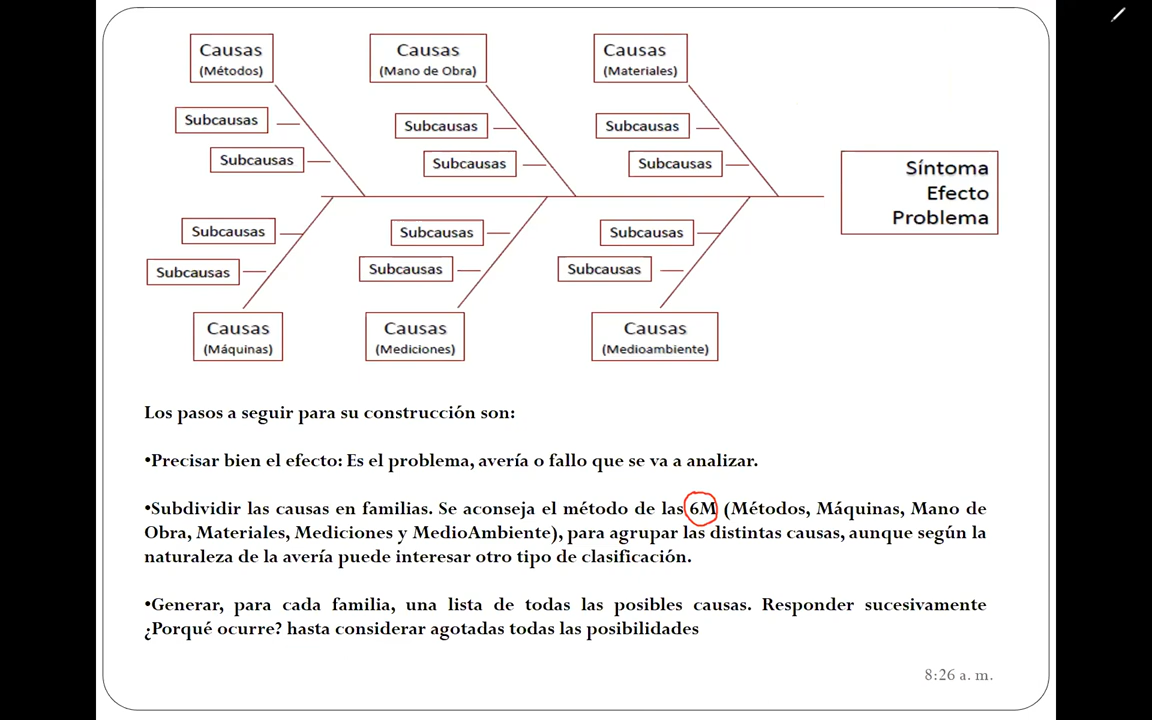 Causas
(Métodos)
Causas
(Mano de Obra)
Causas
(Materiales)
Subcausas
Subcausas
Subcausas
Subcausas
Subcausas
Subcausas
Síntoma
Efecto
Problema
Subcausas
Subcausas
Subcausas
Subcausas
Subcausas
Subcausas
Causas
(Máquinas)
Causas
(Mediciones)
Causas
(Medioambiente)
Los pasos a seguir para su construcción son:
•Precisar bien el efecto: Es el problema, avería o fallo que se va a analizar.
•Subdividir las causas en familias. Se aconseja el método de las 6M (Métodos, Máquinas, Mano de
Obra, Materiales, Mediciones y MedioAmbiente), para agrupar las distintas causas, aunque según la
naturaleza de la avería puede interesar otro tipo de clasificación.
•Generar, para cada familia, una lista de todas las posibles causas. Responder sucesivamente
¿Porqué ocurre? hasta considerar agotadas todas las posibilidades
8:26 a. m.